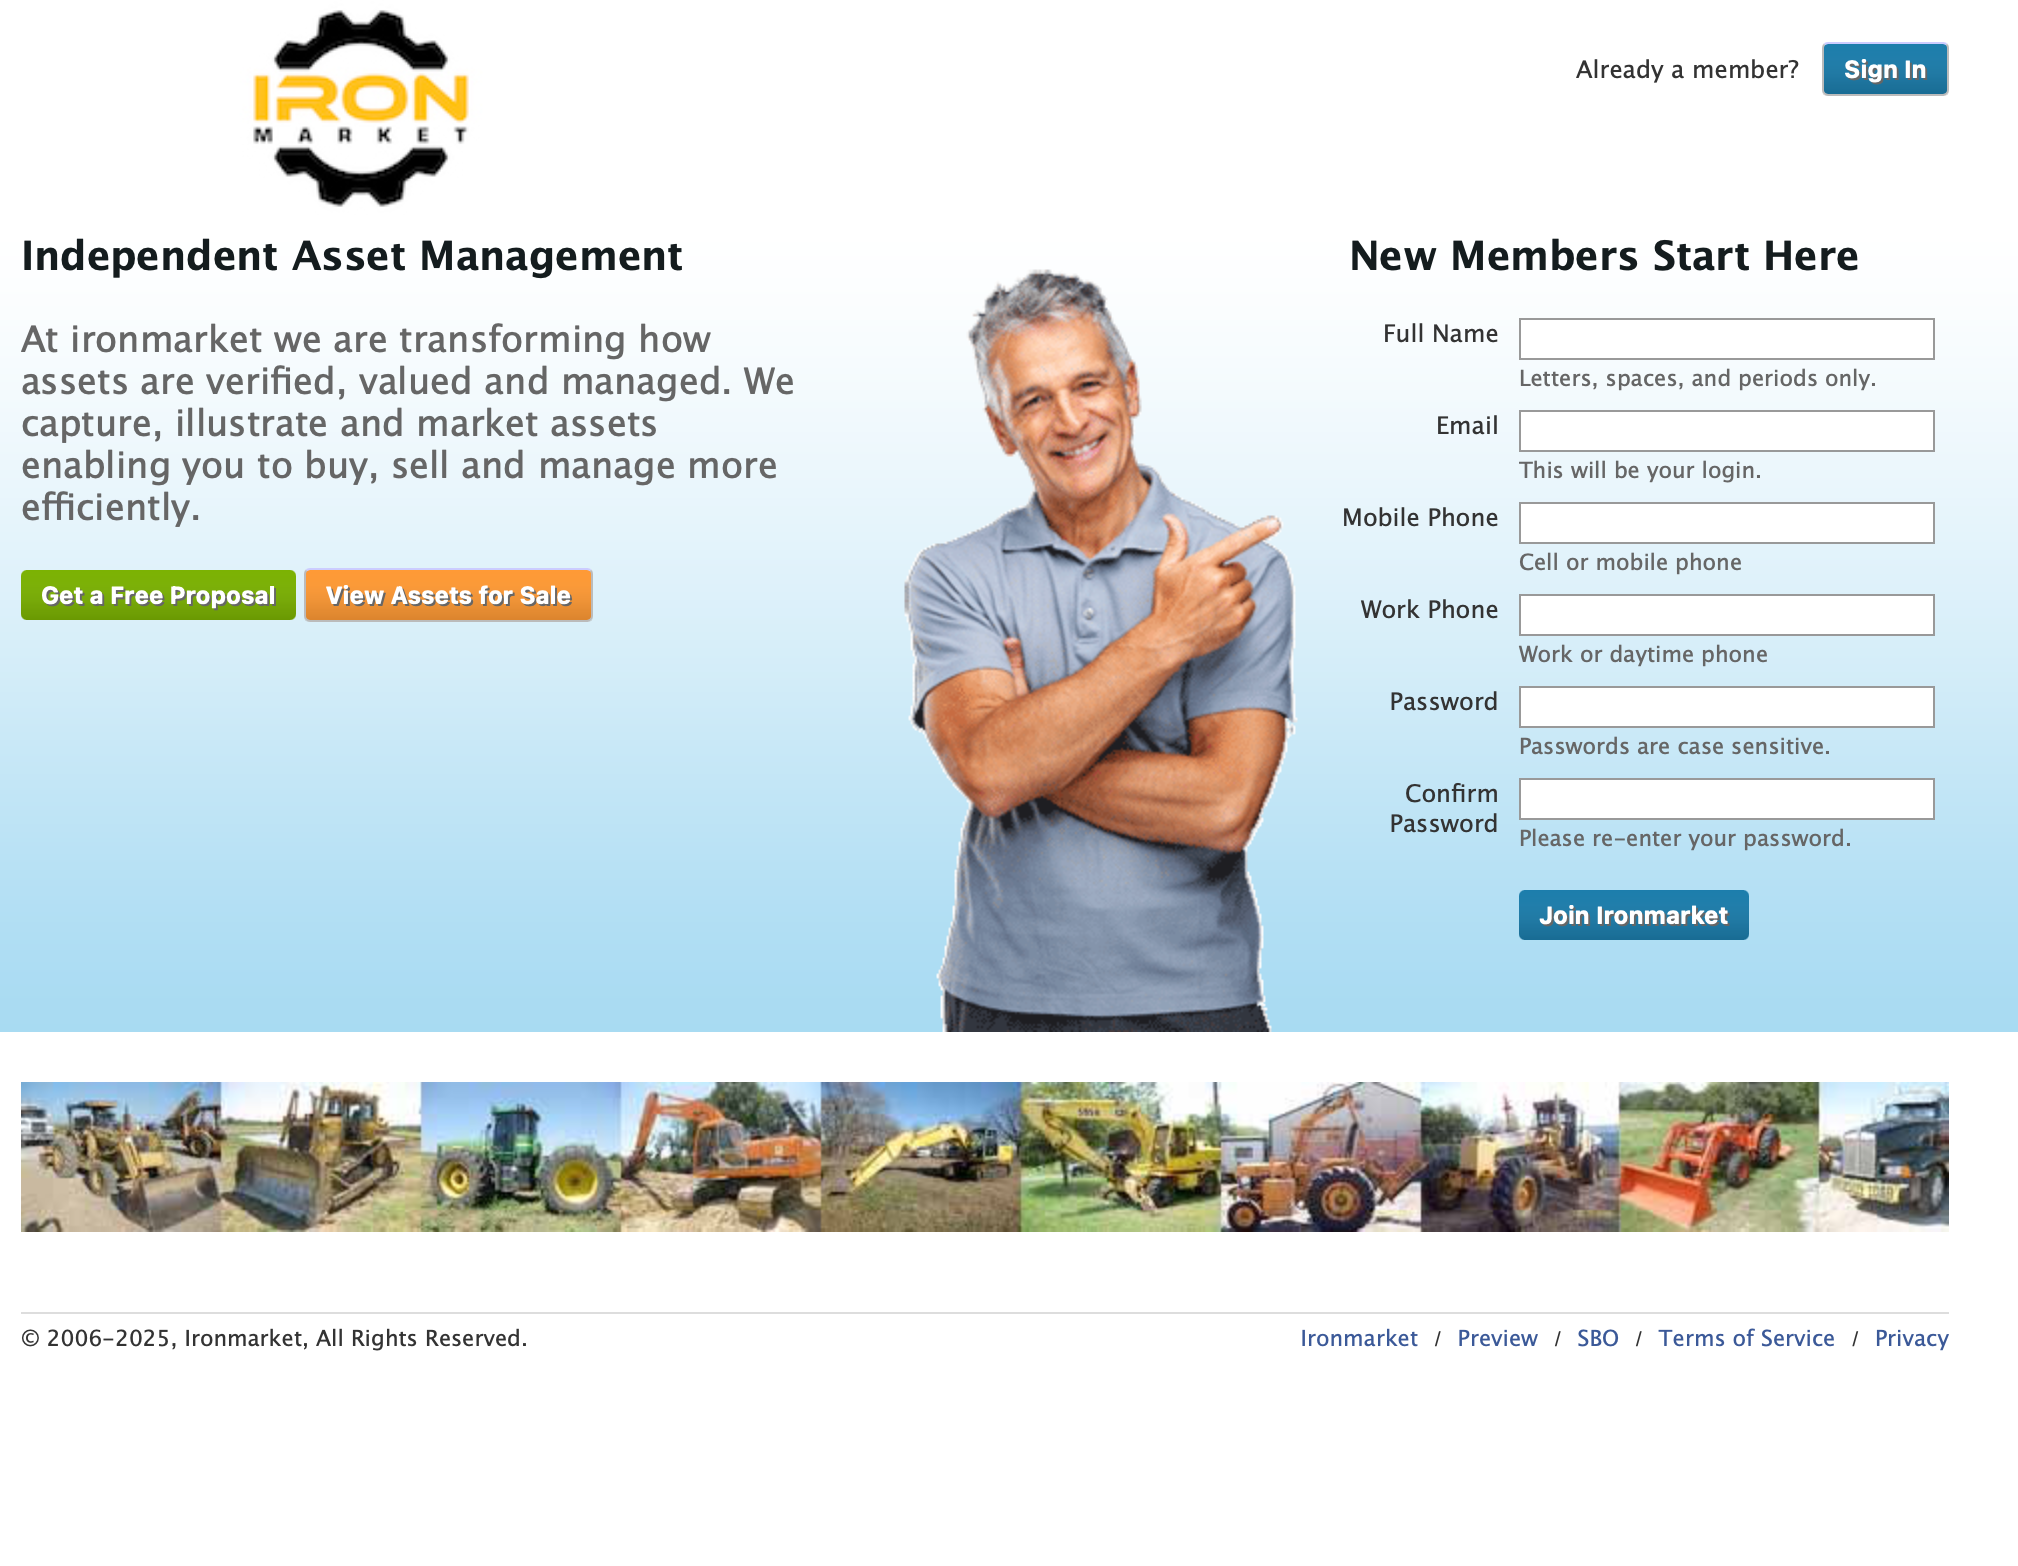 IRON
MARKET
Already a member?
Sign In
Independent Asset Management
At ironmarket we are transforming how
assets are verified, valued and managed. We
capture, illustrate and market assets
enabling you to buy, sell and manage more
efficiently.
Get a Free Proposal
View Assets for Sale
New Members Start Here
Full Name
Letters, spaces, and periods only.
Email
This will be your login.
Mobile Phone
Cell or mobile phone
Work Phone
Work or daytime phone
Password
Passwords are case sensitive.
Confirm
Password
Please re-enter your password.
Join Ironmarket
© 2006-2025, Ironmarket, All Rights Reserved.
Ironmarket / Preview / SBO / Terms of Service / Privacy